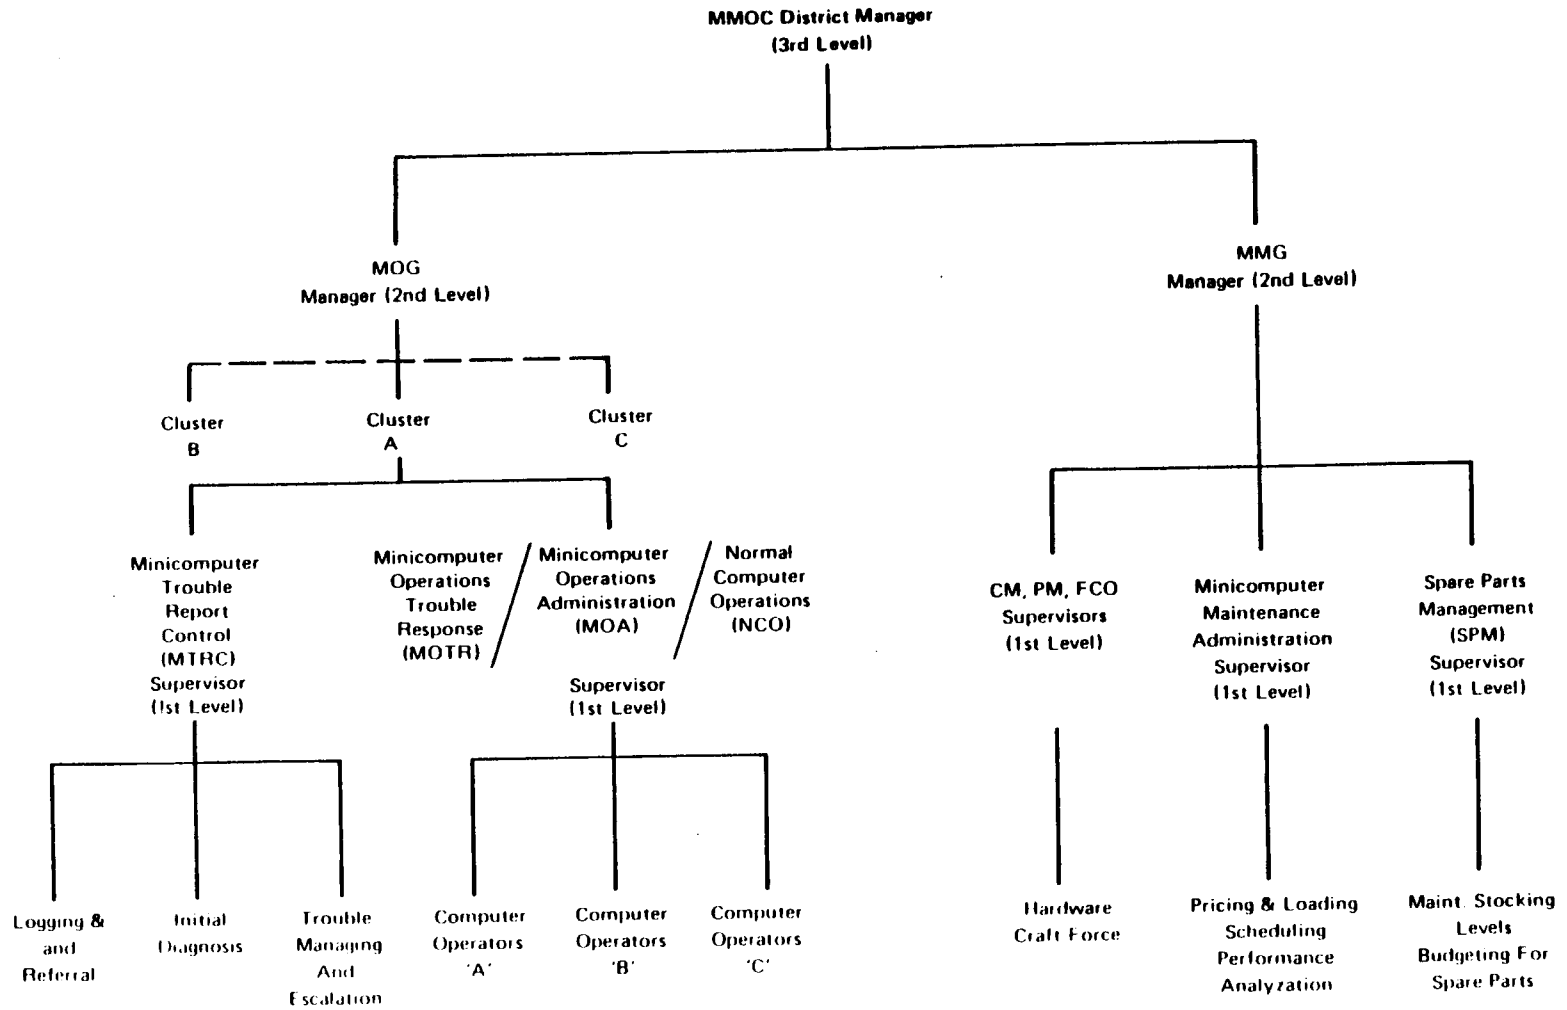 MMOC District Manager
(3rd Level)
MOG
Manager (2nd Level)
MMG
Manager (2nd Level)
Cluster
B
Cluster
A
Cluster
C
Minicomputer
Trouble
Report
Control
(MTRC)
Supervisor
(Ist Level)
Minicomputer
Operations
Trouble
Response
(MOTR)
/
Minicomputer
Operations
Administration
(MOA)
/
Normal
Computer
Operations
(NCO)
Supervisor
(1st Level)
CM, PM, FCO
Supervisors
(1st Level)
Minicomputer
Maintenance
Administration
Supervisor
(1st Level)
Spare Parts
Management
(SPM)
Supervisor
(1st Level)
Logging &
and
Referral
Initial
Diagnosis
Trouble
Managing
And
Escalation
Computer
Operators
'A'
Computer
Operators
'B'
Computer
Operators
'C'
Hardware
Craft Force
Pricing & Loading
Scheduling
Performance
Analyzation
Maint. Stocking
Levels
Budgeting For
Spare Parts